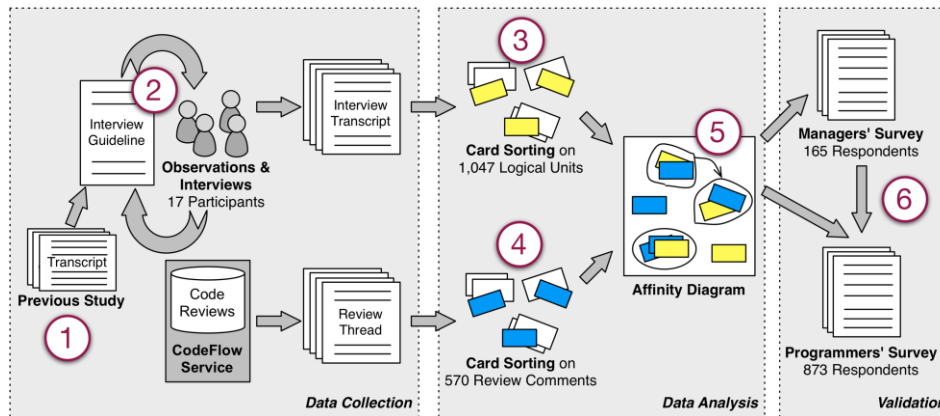 1
Transcript
Previous Study
2
Interview
Guideline
Observations &
Interviews
17 Participants
Interview
Transcript
Code
Reviews
CodeFlow
Service
Review
Thread
Data Collection
3
Card Sorting on
1,047 Logical Units
4
Card Sorting on
570 Review Comments
5
Affinity Diagram
Data Analysis
Managers' Survey
165 Respondents
6
Programmers' Survey
873 Respondents
Validation